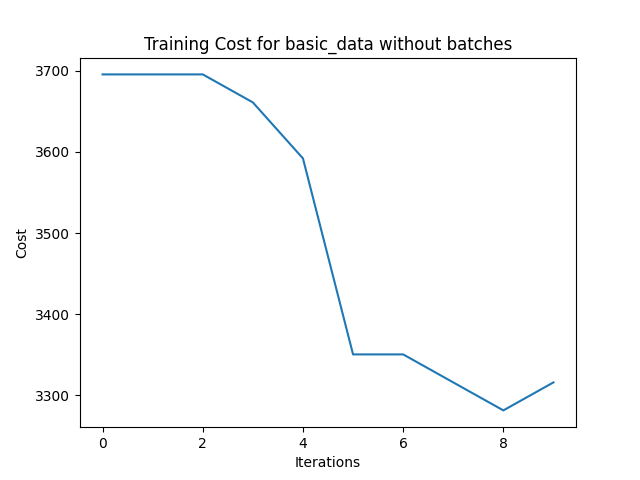 Training Cost for basic_data without batches
3700
3600
3500
3400
3300
Cost
0 2 4 6 8
Iterations